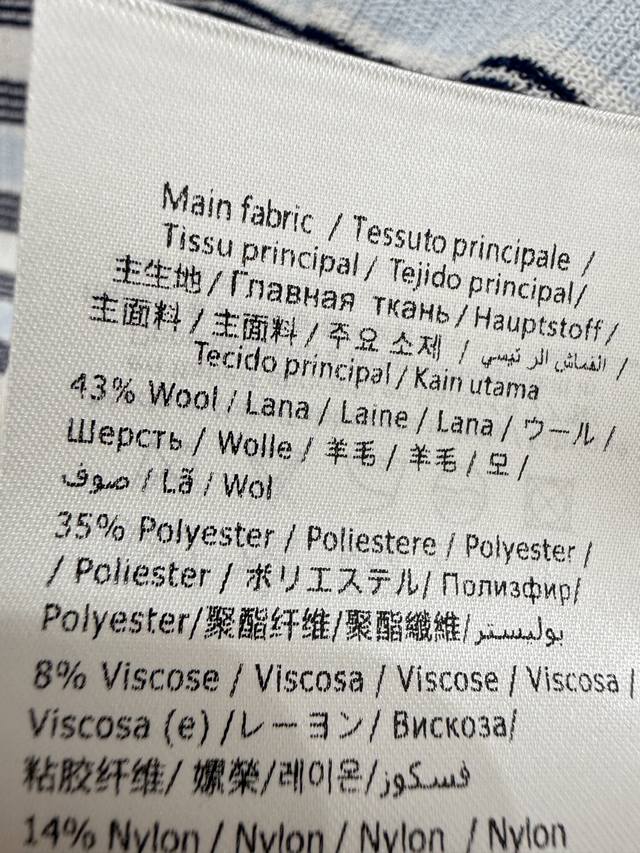 Main fabric / Tessuto principale /
Tissu principal / Tejido principal/
主生地/Главная ткань/Hauptstoff/
主面料/主面料/주요 소제 / القماش الر ئيسي /
Tecido principal/Kain utama
43% Wool / Lana / Laine / Lana / ウール /
Шерсть / Wolle / 羊毛 / 羊毛 / 모 /
صوف / Lã / Wol
35% Polyester / Poliestere / Polyester /
/ Poliester / ポリエステル/ Полиэфир/
Polyester/聚酯纤维/聚酯纖維/بوليستر
8% Viscose / Viscosa / Viscose / Viscosa /
Viscosa (e) /レーヨン/ Вискоза/
粘胶纤维/ 嫘縈/레이온/فسكوز
14% Nylon / Nylon / Nylon / Nylon